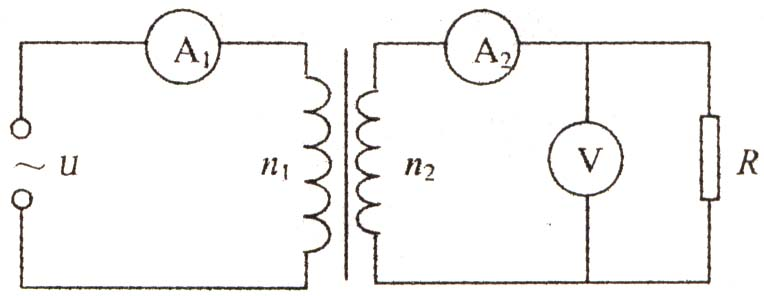 A₁
A₂
~ u
n₁
n₂
V
R